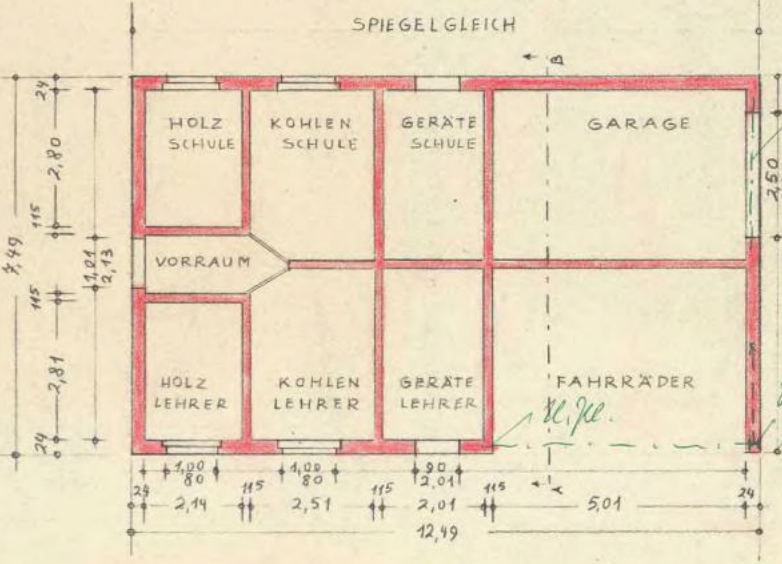 SPIEGELGLEICH
B
HOLZ
SCHULE
KOHLEN
SCHULE
GERÄTE
SCHULE
GARAGE
VORRAUM
HOLZ
LEHRER
KOHLEN
LEHRER
GERÄTE
LEHRER
FAHRRÄDER
24
2,80
115
7,49
1,01
2,13
115
2,81
24
2,50
1,00
80
1,00
80
90
2,01
A
24
2,14
115
2,51
115
2,01
115
5,01
24
12,49